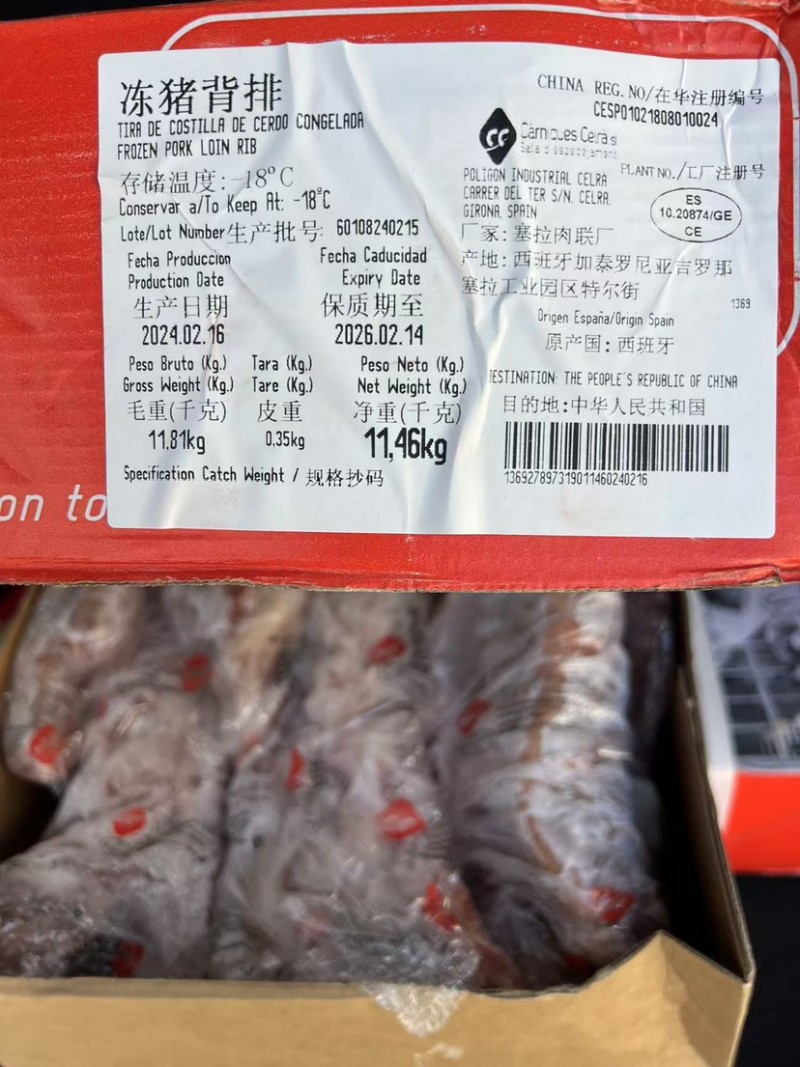 冻猪背排
TIRA DE COSTILLA DE CERDO CONGELADA
FROZEN PORK LOIN RIB
存储温度: -18°C
Conservar a/To Keep At: -18ºC
Lote/Lot Number生产批号: 60108240215
Fecha Produccion Fecha Caducidad
Production Date Expiry Date
生产日期 保质期至
2024.02.16 2026.02.14
Peso Bruto (Kg.) Tara (Kg.) Peso Neto (Kg.)
Gross Weight (Kg.) Tare (Kg.) Net Weight (Kg.)
毛重(千克) 皮重 净重(千克)
11,81kg 0,35kg 11,46kg
Specification Catch Weight / 规格抄码
CHINA REG. NO/在华注册编号
CESP01021808010024
Càrniques Celrà sl
PLANT NO./工厂注册号
POLIGON INDUSTRIAL CELRA
CARRER DEL TER S/N. CELRA.
GIRONA. SPAIN
ES
10.20874/GE
CE
厂家: 塞拉肉联厂
产地: 西班牙加泰罗尼亚吉罗那
塞拉工业园区特尔街
1369
Origen España/Origin Spain
原产国: 西班牙
DESTINATION: THE PEOPLE'S REPUBLIC OF CHINA
目的地:中华人民共和国
136927897319011460240216
on to